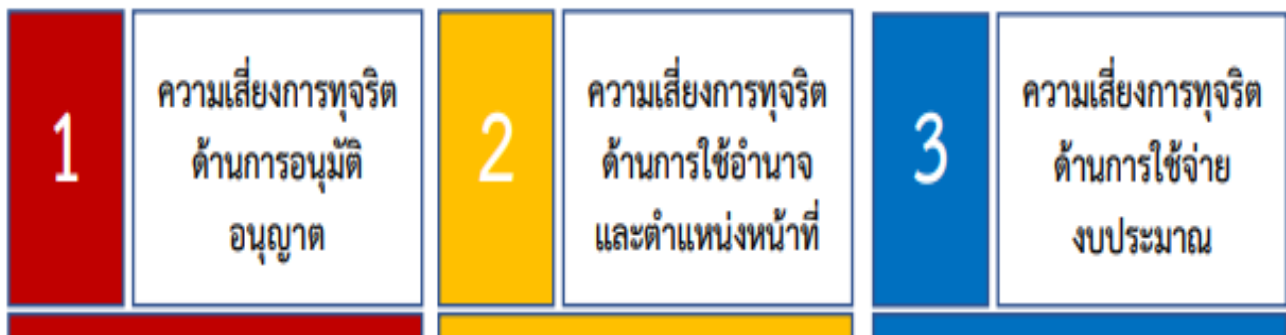 1
ความเสี่ยงการทุจริต
ด้านการอนุมัติ
อนุญาต
2
ความเสี่ยงการทุจริต
ด้านการใช้อำนาจ
และตำแหน่งหน้าที่
3
ความเสี่ยงการทุจริต
ด้านการใช้จ่าย
งบประมาณ